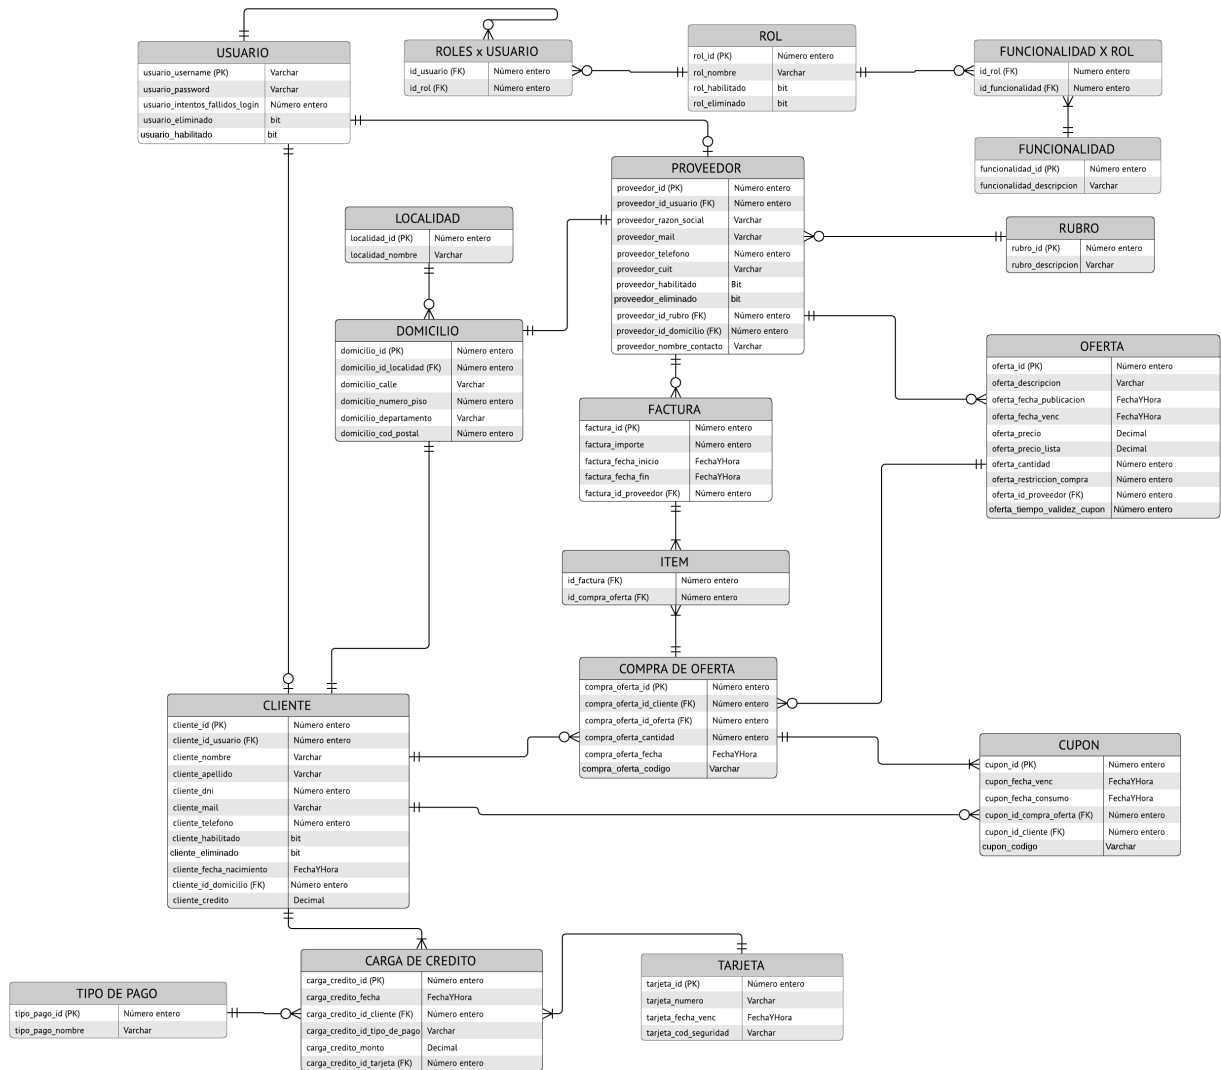 USUARIO
usuario_username (PK) Varchar
usuario_password Varchar
usuario_intentos_fallidos_login Número entero
usuario_eliminado bit
usuario_habilitado bit
ROLES x USUARIO
id_usuario (FK) Número entero
id_rol (FK) Número entero
ROL
rol_id (PK) Número entero
rol_nombre Varchar
rol_habilitado bit
rol_eliminado bit
FUNCIONALIDAD X ROL
id_rol (FK) Número entero
id_funcionalidad (FK) Número entero
FUNCIONALIDAD
funcionalidad_id (PK) Número entero
funcionalidad_descripcion Varchar
PROVEEDOR
proveedor_id (PK) Número entero
proveedor_id_usuario (FK) Número entero
proveedor_razon_social Varchar
proveedor_mail Varchar
proveedor_telefono Número entero
proveedor_cuit Varchar
proveedor_habilitado Bit
proveedor_eliminado bit
proveedor_id_rubro (FK) Número entero
proveedor_id_domicilio (FK) Número entero
proveedor_nombre_contacto Varchar
LOCALIDAD
localidad_id (PK) Número entero
localidad_nombre Varchar
RUBRO
rubro_id (PK) Número entero
rubro_descripcion Varchar
DOMICILIO
domicilio_id (PK) Número entero
domicilio_id_localidad (FK) Número entero
domicilio_calle Varchar
domicilio_numero_piso Número entero
domicilio_departamento Varchar
domicilio_cod_postal Número entero
OFERTA
oferta_id (PK) Número entero
oferta_descripcion Varchar
oferta_fecha_publicacion FechaYHora
oferta_fecha_venc FechaYHora
oferta_precio Decimal
oferta_precio_lista Decimal
oferta_cantidad Número entero
oferta_restriccion_compra Número entero
oferta_id_proveedor (FK) Número entero
oferta_tiempo_validez_cupon Número entero
FACTURA
factura_id (PK) Número entero
factura_importe Número entero
factura_fecha_inicio FechaYHora
factura_fecha_fin FechaYHora
factura_id_proveedor (FK) Número entero
ITEM
id_factura (FK) Número entero
id_compra_oferta (FK) Número entero
COMPRA DE OFERTA
compra_oferta_id (PK) Número entero
compra_oferta_id_cliente (FK) Número entero
compra_oferta_id_oferta (FK) Número entero
compra_oferta_cantidad Número entero
compra_oferta_fecha FechaYHora
compra_oferta_codigo Varchar
CLIENTE
cliente_id (PK) Número entero
cliente_id_usuario (FK) Número entero
cliente_nombre Varchar
cliente_apellido Varchar
cliente_dni Número entero
cliente_mail Varchar
cliente_telefono Número entero
cliente_habilitado bit
cliente_eliminado bit
cliente_fecha_nacimiento FechaYHora
cliente_id_domicilio (FK) Número entero
cliente_credito Decimal
CUPON
cupon_id (PK) Número entero
cupon_fecha_venc FechaYHora
cupon_fecha_consumo FechaYHora
cupon_id_compra_oferta (FK) Número entero
cupon_id_cliente (FK) Número entero
cupon_codigo Varchar
CARGA DE CREDITO
carga_credito_id (PK) Número entero
carga_credito_fecha FechaYHora
carga_credito_id_cliente (FK) Número entero
carga_credito_id_tipo_de_pago Varchar
carga_credito_monto Decimal
carga_credito_id_tarjeta (FK) Número entero
TARJETA
tarjeta_id (PK) Número entero
tarjeta_numero Varchar
tarjeta_fecha_venc FechaYHora
tarjeta_cod_seguridad Varchar
TIPO DE PAGO
tipo_pago_id (PK) Número entero
tipo_pago_nombre Varchar